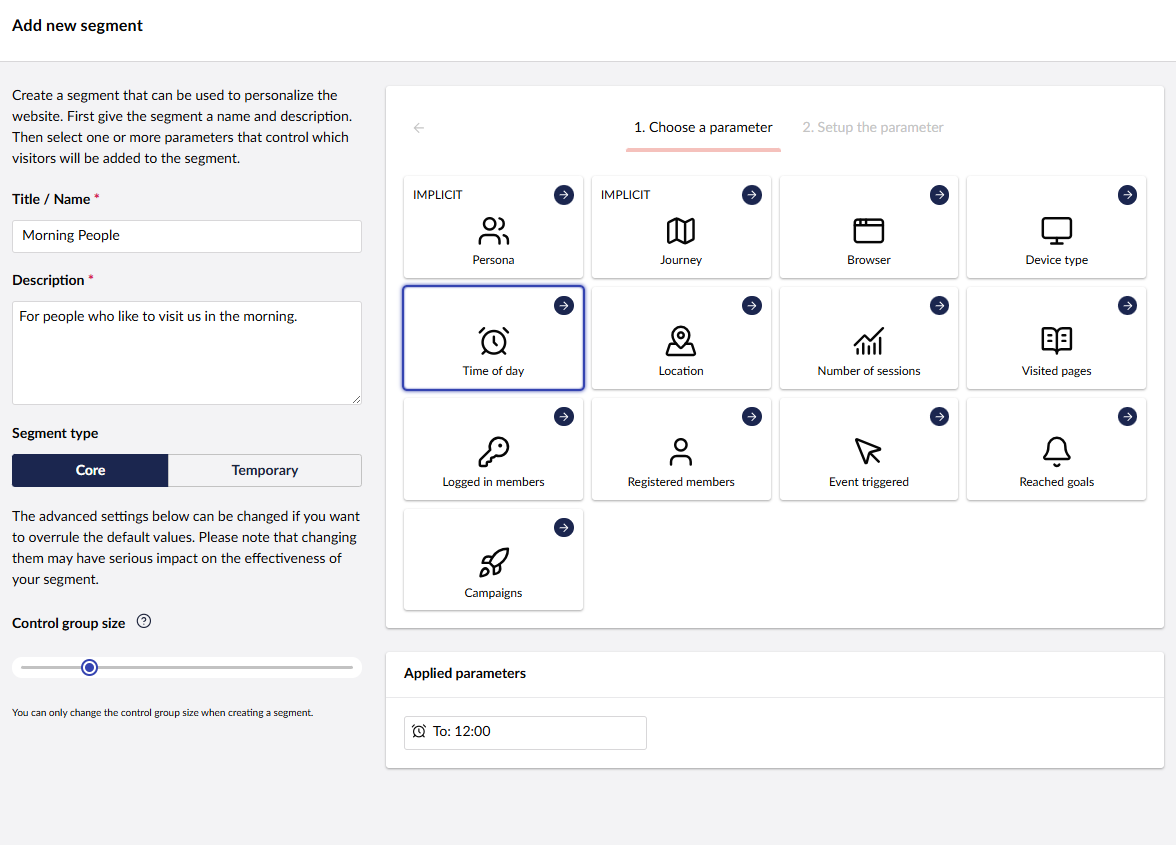 Add new segment
Create a segment that can be used to personalize the
website. First give the segment a name and description.
Then select one or more parameters that control which
visitors will be added to the segment.
Title / Name *
Morning People
Description *
For people who like to visit us in the morning.
Segment type
Core
Temporary
The advanced settings below can be changed if you want
to overrule the default values. Please note that changing
them may have serious impact on the effectiveness of
your segment.
Control group size
You can only change the control group size when creating a segment.
1. Choose a parameter
2. Setup the parameter
IMPLICIT
Persona
IMPLICIT
Journey
Browser
Device type
Time of day
Location
Number of sessions
Visited pages
Logged in members
Registered members
Event triggered
Reached goals
Campaigns
Applied parameters
To: 12:00